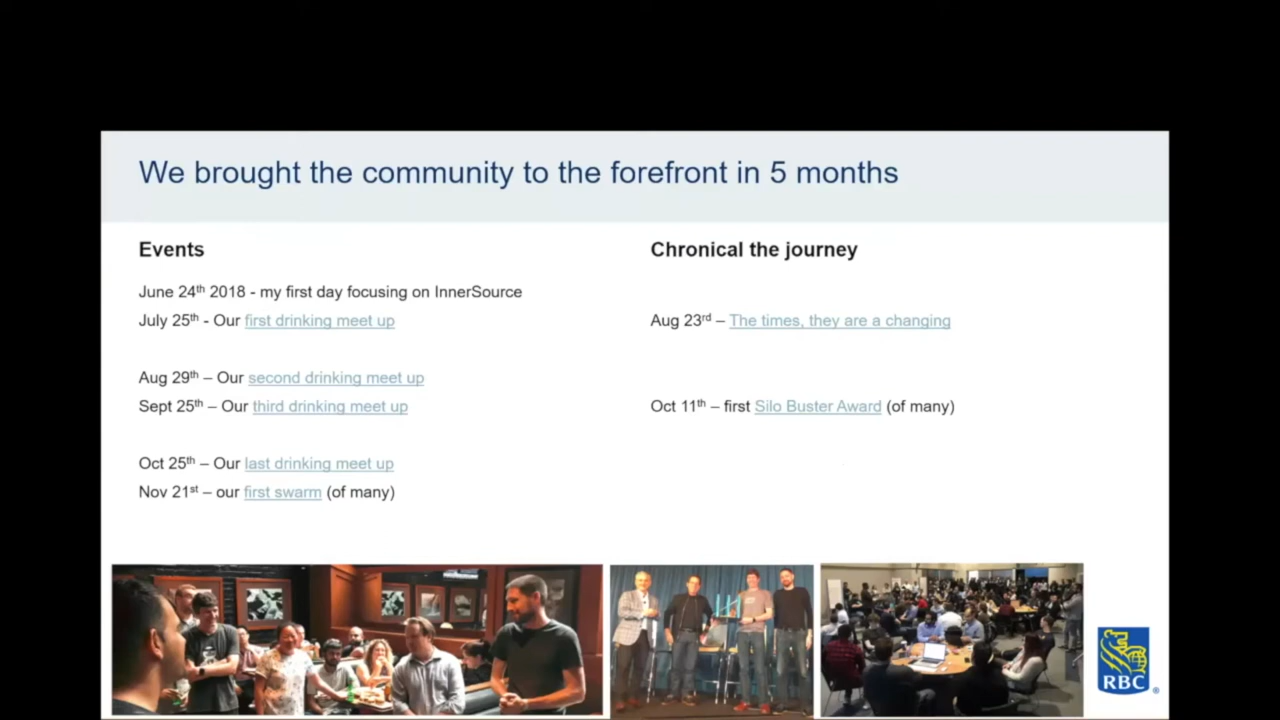 We brought the community to the forefront in 5 months
Events
June 24th 2018 - my first day focusing on InnerSource
July 25th - Our first drinking meet up
Aug 29th – Our second drinking meet up
Sept 25th – Our third drinking meet up
Oct 25th – Our last drinking meet up
Nov 21st – our first swarm (of many)
Chronical the journey
Aug 23rd – The times, they are a changing
Oct 11th – first Silo Buster Award (of many)
RBC
®